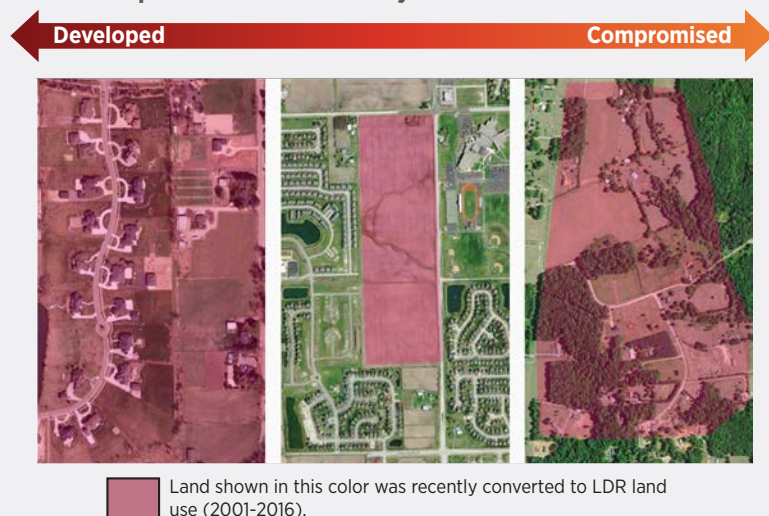 Developed
Compromised
Land shown in this color was recently converted to LDR land
use (2001-2016).